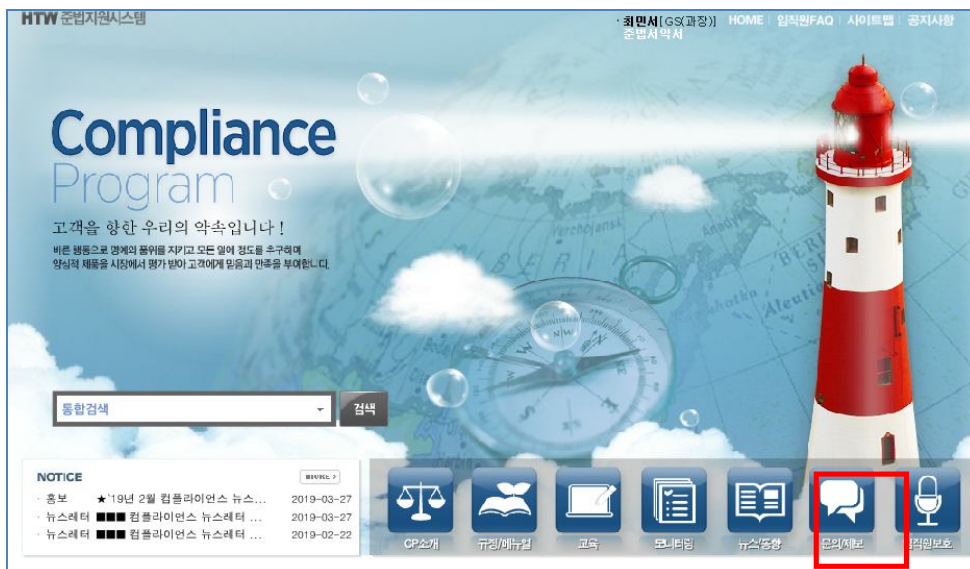 HTW 준법지원시스템
· 최민서[GS(과장)] HOME | 임직원FAQ | 사이트맵 | 공지사항
준법서약서
Compliance
Program
고객을 향한 우리의 약속입니다 !
바른 행동으로 명예와 품위를 지키고 모든 일에 정도를 추구하며
양심적 제품을 시장에서 평가 받아 고객에게 믿음과 만족을 부여합니다.
통합검색 검색
NOTICE
· 홍보 ★'19년 2월 컴플라이언스 뉴스... 2019-03-27
· 뉴스레터 ■■■ 컴플라이언스 뉴스레터 ... 2019-03-27
· 뉴스레터 ■■■ 컴플라이언스 뉴스레터 ... 2019-02-22
CP소개 규정/매뉴얼 교육 모니터링 뉴스/동향 문의/제보 임직원보호